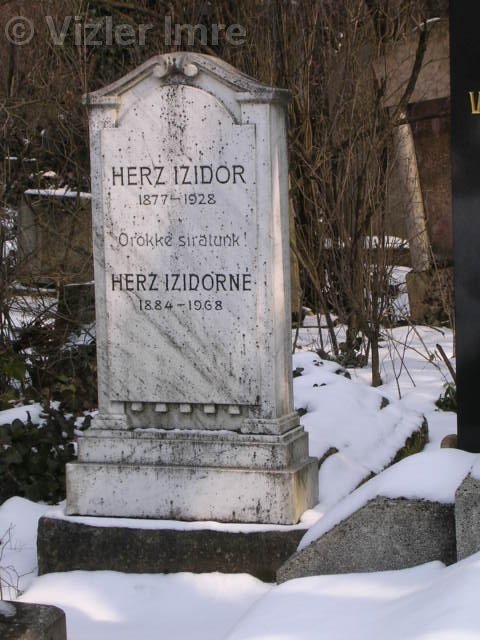 © Vizler Imre
HERZ IZIDOR
1877-1928
Örökké siratunk!
HERZ IZIDORNÉ
1884-1968